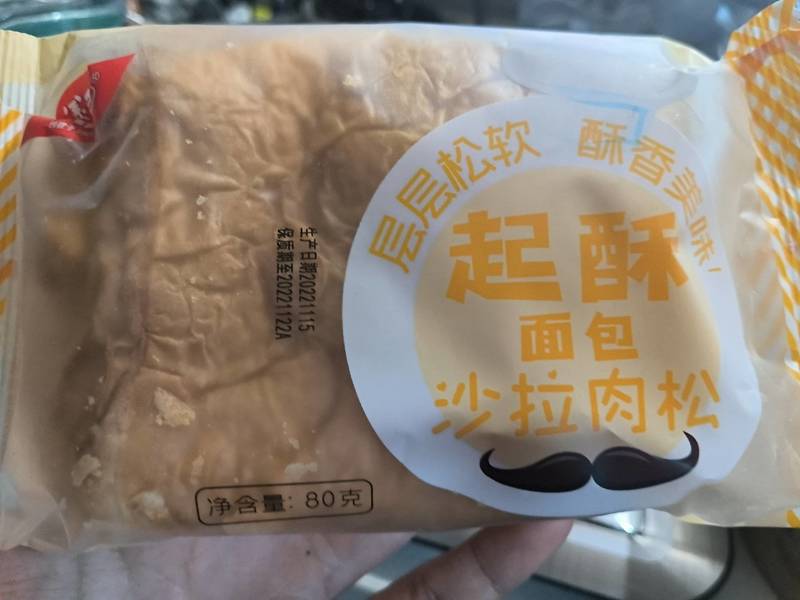 层层松软 酥香美味
起酥
面包
沙拉肉松
生产日期20221115
保质期至20221122A
净含量: 80克